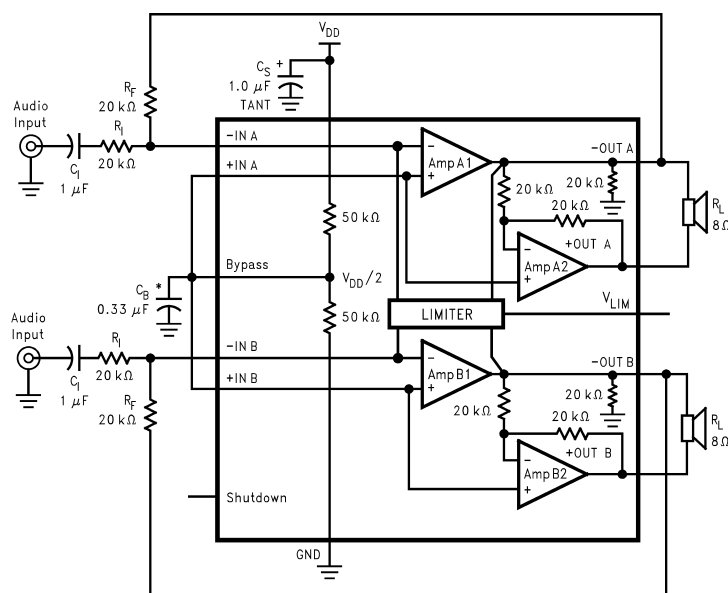 V_DD
C_S +
1.0 μF
TANT
R_F
20 kΩ
Audio
Input
R_I
20 kΩ
C_I
1 μF
-IN A
+IN A
-
+
Amp A1
-OUT A
20 kΩ
20 kΩ
20 kΩ
R_L
8Ω
50 kΩ
+OUT A
-
+
Amp A2
Bypass
V_DD/2
C_B *
0.33 μF
50 kΩ
LIMITER
V_LIM
Audio
Input
R_I
20 kΩ
C_I
1 μF
R_F
20 kΩ
-IN B
+IN B
-
+
Amp B1
-OUT B
20 kΩ
20 kΩ
20 kΩ
R_L
8Ω
+OUT B
-
+
Amp B2
Shutdown
GND